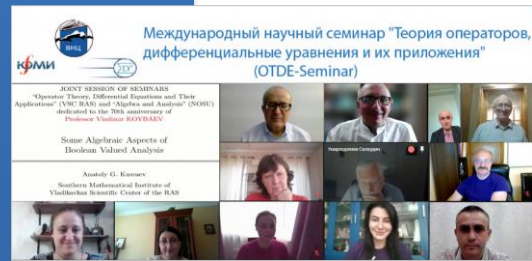 Международный научный семинар "Теория операторов,
дифференциальные уравнения и их приложения"
(OTDE-Seminar)
ВНЦ
ЮМИ
JOINT SESSION OF SEMINARS
"Operator Theory, Differential Equations and Their
Applications" (VSC RAS) and "Algebra and Analysis" (NOSU)
dedicated to the 70th anniversary of
Professor Vladimir KOYBAEV
Some Algebraic Aspects of
Boolean Valued Analysis
Anatoly G. Kusraev
Southern Mathematical Institute of
Vladikavkaz Scientific Center of the RAS